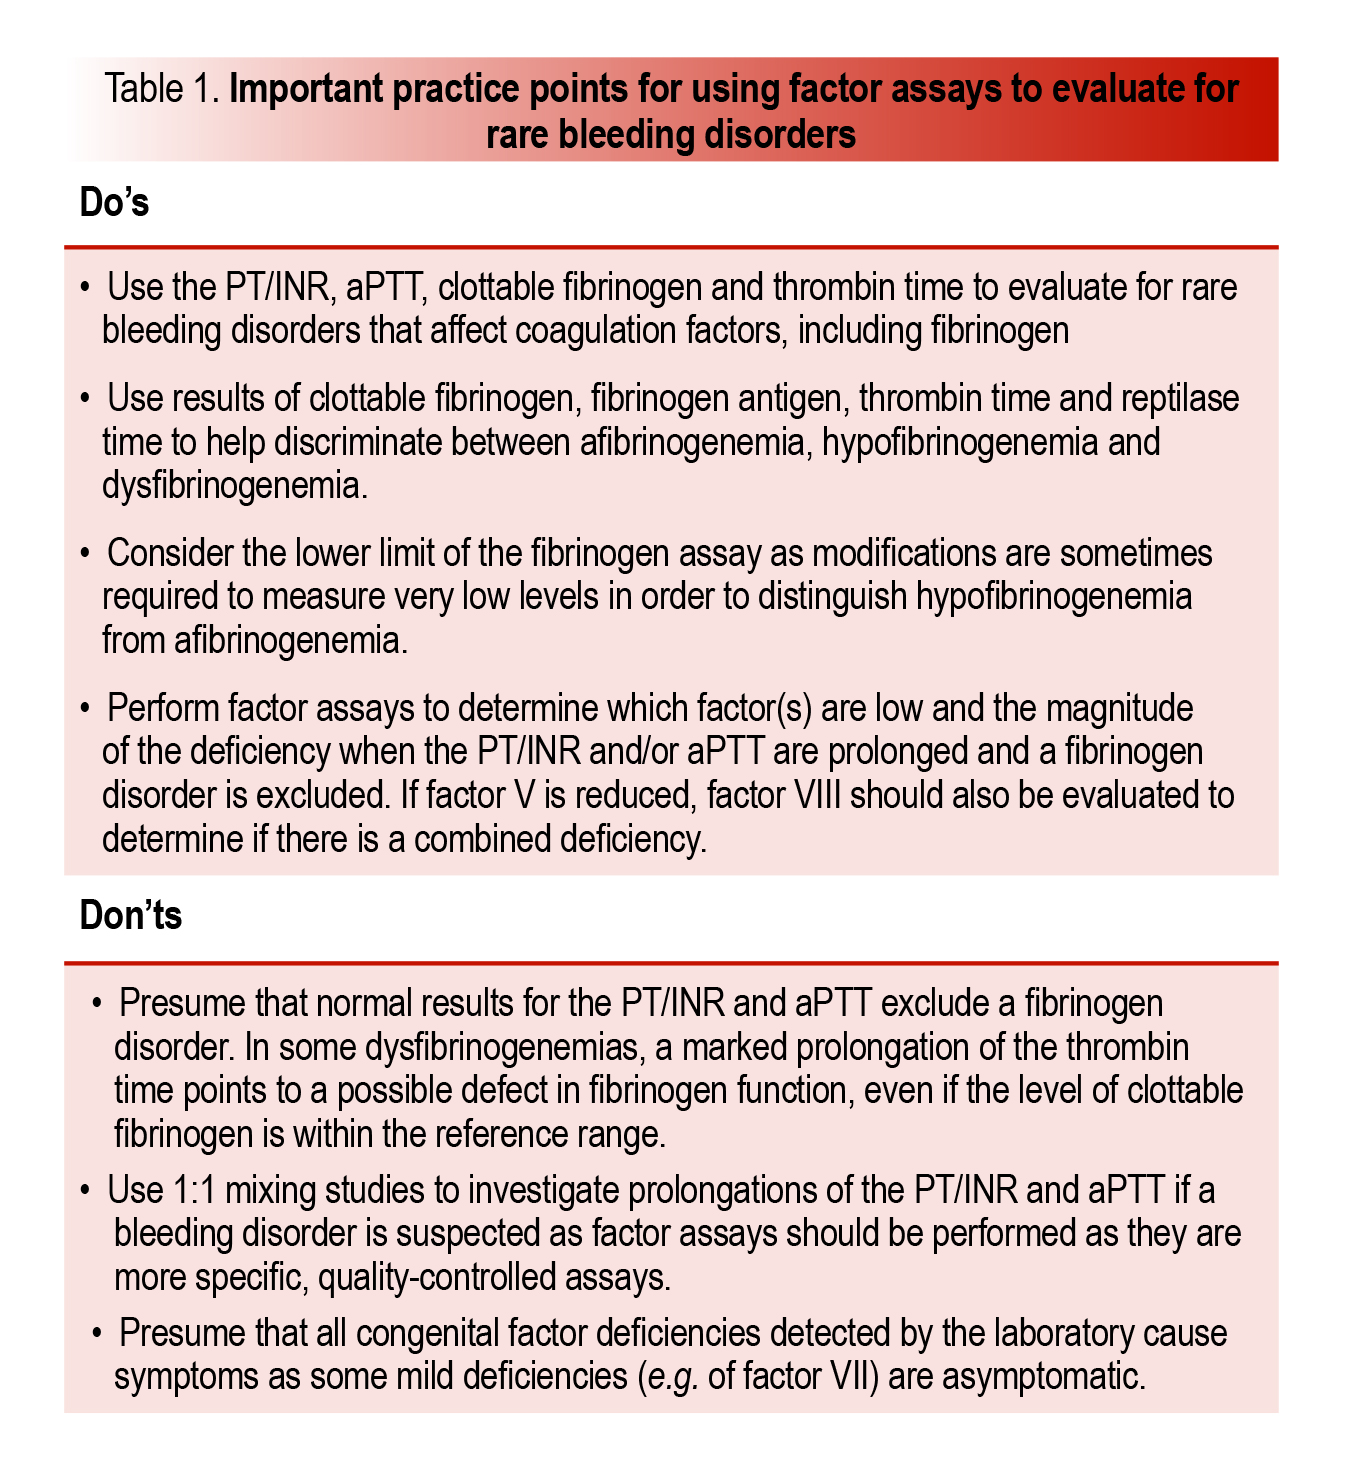 Table 1. Important practice points for using factor assays to evaluate for
rare bleeding disorders
Do’s
• Use the PT/INR, aPTT, clottable fibrinogen and thrombin time to evaluate for rare
bleeding disorders that affect coagulation factors, including fibrinogen
• Use results of clottable fibrinogen, fibrinogen antigen, thrombin time and reptilase
time to help discriminate between afibrinogenemia, hypofibrinogenemia and
dysfibrinogenemia.
• Consider the lower limit of the fibrinogen assay as modifications are sometimes
required to measure very low levels in order to distinguish hypofibrinogenemia
from afibrinogenemia.
• Perform factor assays to determine which factor(s) are low and the magnitude
of the deficiency when the PT/INR and/or aPTT are prolonged and a fibrinogen
disorder is excluded. If factor V is reduced, factor VIII should also be evaluated to
determine if there is a combined deficiency.
Don’ts
• Presume that normal results for the PT/INR and aPTT exclude a fibrinogen
disorder. In some dysfibrinogenemias, a marked prolongation of the thrombin
time points to a possible defect in fibrinogen function, even if the level of clottable
fibrinogen is within the reference range.
• Use 1:1 mixing studies to investigate prolongations of the PT/INR and aPTT if a
bleeding disorder is suspected as factor assays should be performed as they are
more specific, quality-controlled assays.
• Presume that all congenital factor deficiencies detected by the laboratory cause
symptoms as some mild deficiencies (e.g. of factor VII) are asymptomatic.